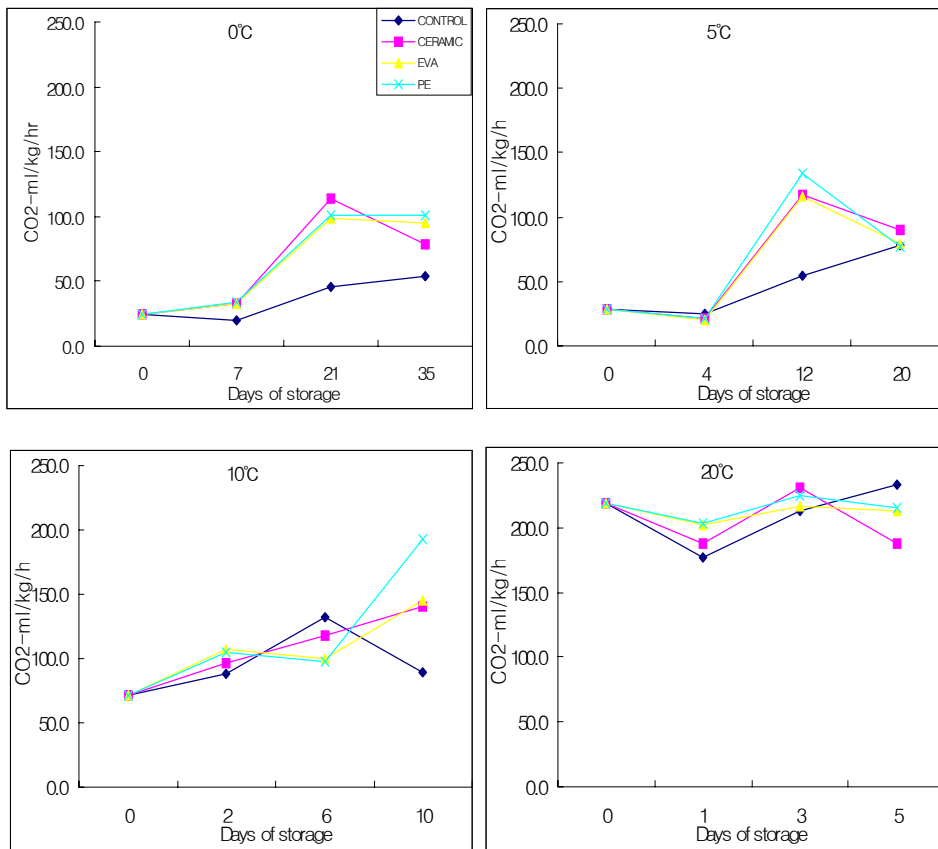 0℃
CONTROL
CERAMIC
EVA
PE
CO2-ml/kg/hr
250.0
200.0
150.0
100.0
50.0
0.0
0 7 21 35
Days of storage
5℃
CO2-ml/kg/h
250.0
200.0
150.0
100.0
50.0
0.0
0 4 12 20
Days of storage
10℃
CO2-ml/kg/h
250.0
200.0
150.0
100.0
50.0
0.0
0 2 6 10
Days of storage
20℃
CO2-ml/kg/h
250.0
200.0
150.0
100.0
50.0
0.0
0 1 3 5
Days of storage